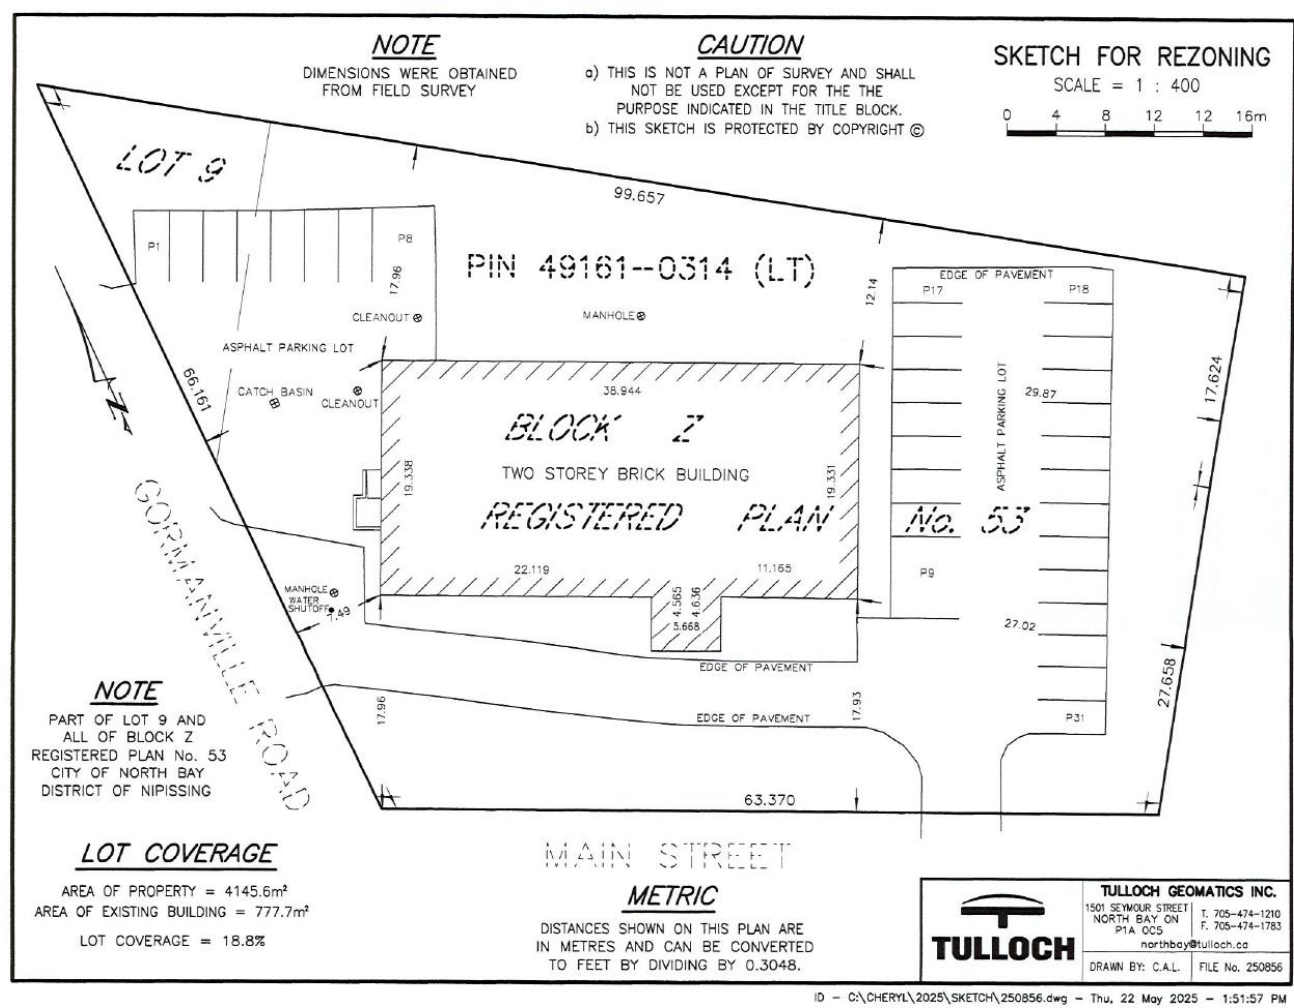 NOTE
DIMENSIONS WERE OBTAINED
FROM FIELD SURVEY
CAUTION
a) THIS IS NOT A PLAN OF SURVEY AND SHALL
NOT BE USED EXCEPT FOR THE THE
PURPOSE INDICATED IN THE TITLE BLOCK.
b) THIS SKETCH IS PROTECTED BY COPYRIGHT ©
SKETCH FOR REZONING
SCALE = 1 : 400
0 4 8 12 12 16m
LOT 9
99.657
P1
P8
17.96
PIN 49161--0314 (LT)
12.14
EDGE OF PAVEMENT
P17
P18
CLEANOUT
MANHOLE
ASPHALT PARKING LOT
66.161
CATCH BASIN
CLEANOUT
38.944
ASPHALT PARKING LOT
29.87
17.624
BLOCK Z
19.338
TWO STOREY BRICK BUILDING
19.331
REGISTERED PLAN No. 53
GORMANVILLE ROAD
22.119
11.165
P9
MANHOLE
WATER
SHUTOFF
7.49
4.565
4.636
5.668
27.02
EDGE OF PAVEMENT
27.658
17.96
EDGE OF PAVEMENT
17.93
P31
63.370
NOTE
PART OF LOT 9 AND
ALL OF BLOCK Z
REGISTERED PLAN No. 53
CITY OF NORTH BAY
DISTRICT OF NIPISSING
MAIN STREET
LOT COVERAGE
AREA OF PROPERTY = 4145.6m²
AREA OF EXISTING BUILDING = 777.7m²
LOT COVERAGE = 18.8%
METRIC
DISTANCES SHOWN ON THIS PLAN ARE
IN METRES AND CAN BE CONVERTED
TO FEET BY DIVIDING BY 0.3048.
TULLOCH
TULLOCH GEOMATICS INC.
1501 SEYMOUR STREET
NORTH BAY ON
P1A 0C5
T. 705-474-1210
F. 705-474-1783
northbay@tulloch.ca
DRAWN BY: C.A.L.
FILE No. 250856
ID - C:\CHERYL\2025\SKETCH\250856.dwg - Thu, 22 May 2025 - 1:51:57 PM